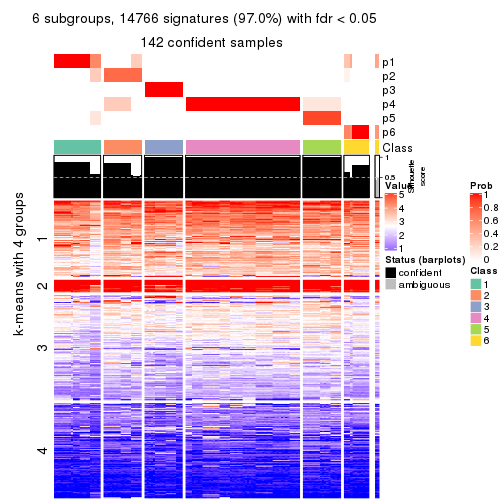 6 subgroups, 14766 signatures (97.0%) with fdr < 0.05
142 confident samples
p1
p2
p3
p4
p5
p6
Class
1
0.5
0
Silhouette
score
k-means with 4 groups
1
2
3
4
Value
5
4
3
2
1
Status (barplots)
confident
ambiguous
Prob
1
0.8
0.6
0.4
0.2
0
Class
1
2
3
4
5
6